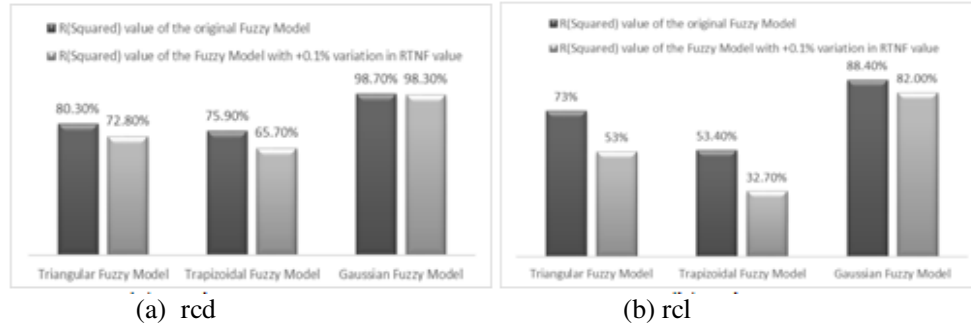 R(Squared) value of the original Fuzzy Model
R(Squared) value of the Fuzzy Model with +0.1% variation in RTNF value
80.30%
72.80%
75.90%
65.70%
98.70%
98.30%
Triangular Fuzzy Model
Trapizoidal Fuzzy Model
Gaussian Fuzzy Model
(a) rcd
R(Squared) value of the original Fuzzy Model
R(Squared) value of the Fuzzy Model with +0.1% variation in RTNF value
73%
53%
53.40%
32.70%
88.40%
82.00%
Triangular Fuzzy Model
Trapizoidal Fuzzy Model
Gaussian Fuzzy Model
(b) rcl